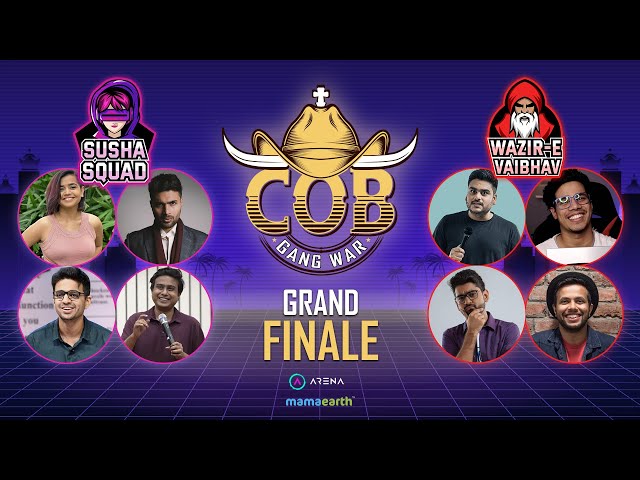 SUSHA
SQUAD
COB
GANG WAR
GRAND
FINALE
ARENA
mamaearth
WAZIR-E
VAIBHAV